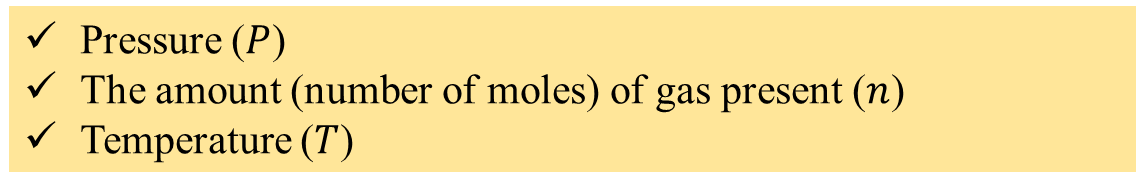 ✓ Pressure (P)
✓ The amount (number of moles) of gas present (n)
✓ Temperature (T)